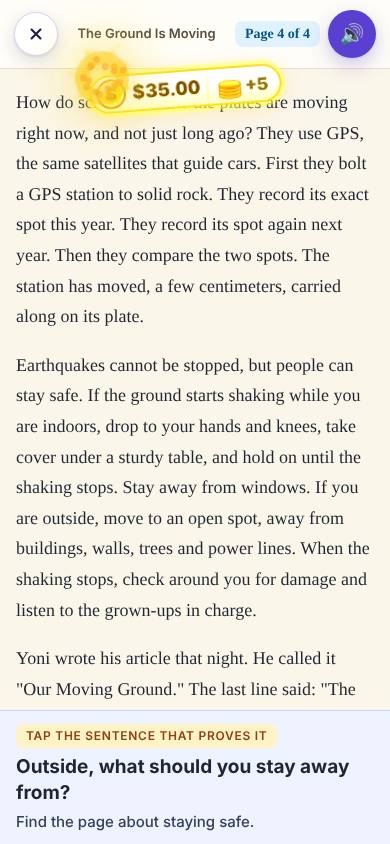 The Ground Is Moving
Page 4 of 4
$35.00
+5
How do
the plates are moving
right now, and not just long ago? They use GPS,
the same satellites that guide cars. First they bolt
a GPS station to solid rock. They record its exact
spot this year. They record its spot again next
year. Then they compare the two spots. The
station has moved, a few centimeters, carried
along on its plate.
Earthquakes cannot be stopped, but people can
stay safe. If the ground starts shaking while you
are indoors, drop to your hands and knees, take
cover under a sturdy table, and hold on until the
shaking stops. Stay away from windows. If you
are outside, move to an open spot, away from
buildings, walls, trees and power lines. When the
shaking stops, check around you for damage and
listen to the grown-ups in charge.
Yoni wrote his article that night. He called it
"Our Moving Ground." The last line said: "The
TAP THE SENTENCE THAT PROVES IT
Outside, what should you stay away
from?
Find the page about staying safe.